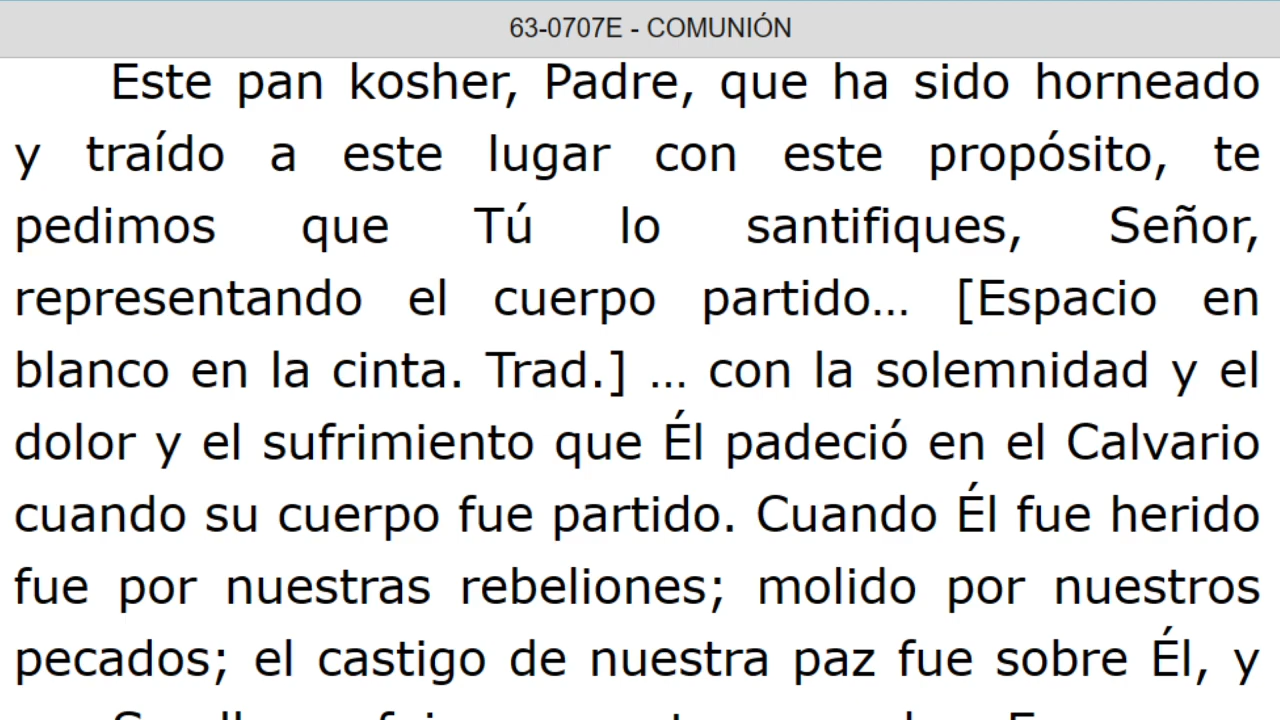 63-0707E - COMUNIÓN
Este pan kosher, Padre, que ha sido horneado
y traído a este lugar con este propósito, te
pedimos que Tú lo santifiques, Señor,
representando el cuerpo partido… [Espacio en
blanco en la cinta. Trad.] … con la solemnidad y el
dolor y el sufrimiento que Él padeció en el Calvario
cuando su cuerpo fue partido. Cuando Él fue herido
fue por nuestras rebeliones; molido por nuestros
pecados; el castigo de nuestra paz fue sobre Él, y